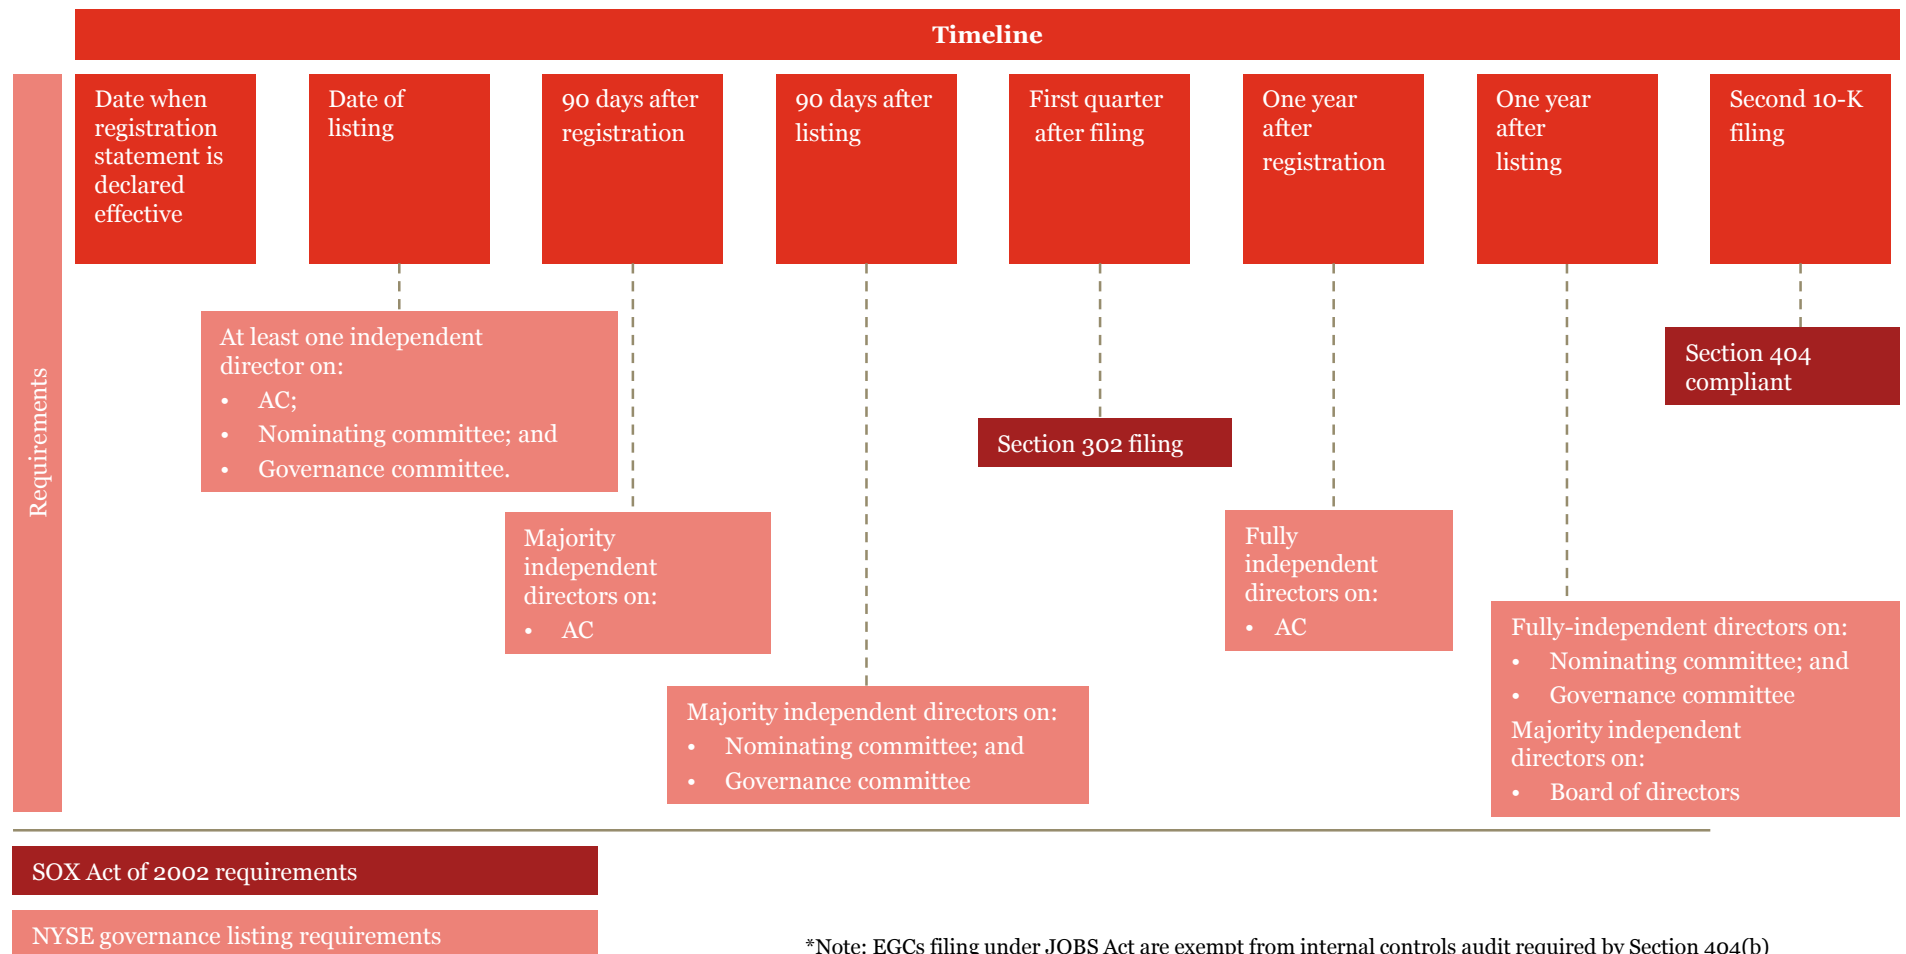 Timeline
Requirements
Date when
registration
statement is
declared
effective
Date of
listing
90 days after
registration
90 days after
listing
First quarter
after filing
One year
after
registration
One year
after
listing
Second 10-K
filing
At least one independent
director on:
• AC;
• Nominating committee; and
• Governance committee.
Majority
independent
directors on:
• AC
Majority independent directors on:
• Nominating committee; and
• Governance committee
Section 302 filing
Fully
independent
directors on:
• AC
Fully-independent directors on:
• Nominating committee; and
• Governance committee
Majority independent
directors on:
• Board of directors
Section 404
compliant
SOX Act of 2002 requirements
NYSE governance listing requirements
*Note: EGCs filing under JOBS Act are exempt from internal controls audit required by Section 404(b)